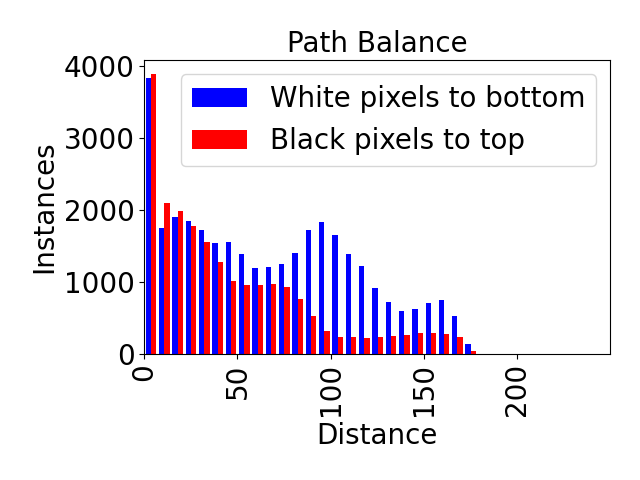 Path Balance
4000
3000
2000
1000
0
Instances
White pixels to bottom
Black pixels to top
0
50
100
150
200
Distance